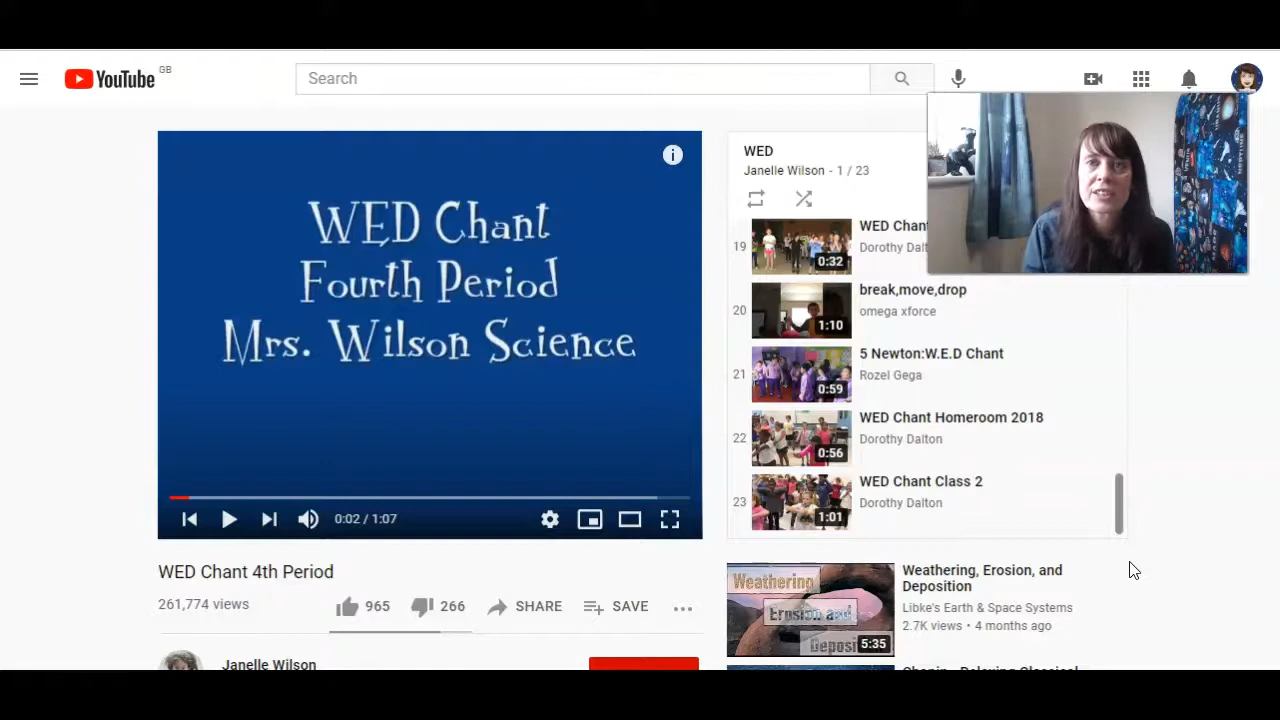 YouTube GB
Search
WED Chant
Fourth Period
Mrs. Wilson Science
0:02 / 1:07
WED Chant 4th Period
261,774 views
965
266
SHARE
SAVE
Janelle Wilson
WED
Janelle Wilson - 1 / 23
19
0:32
WED Chant
Dorothy Dalt
20
1:10
break,move,drop
omega xforce
21
0:59
5 Newton:W.E.D Chant
Rozel Gega
22
0:56
WED Chant Homeroom 2018
Dorothy Dalton
23
1:01
WED Chant Class 2
Dorothy Dalton
Weathering
Erosion and
Deposi
5:35
Weathering, Erosion, and
Deposition
Libke's Earth & Space Systems
2.7K views • 4 months ago